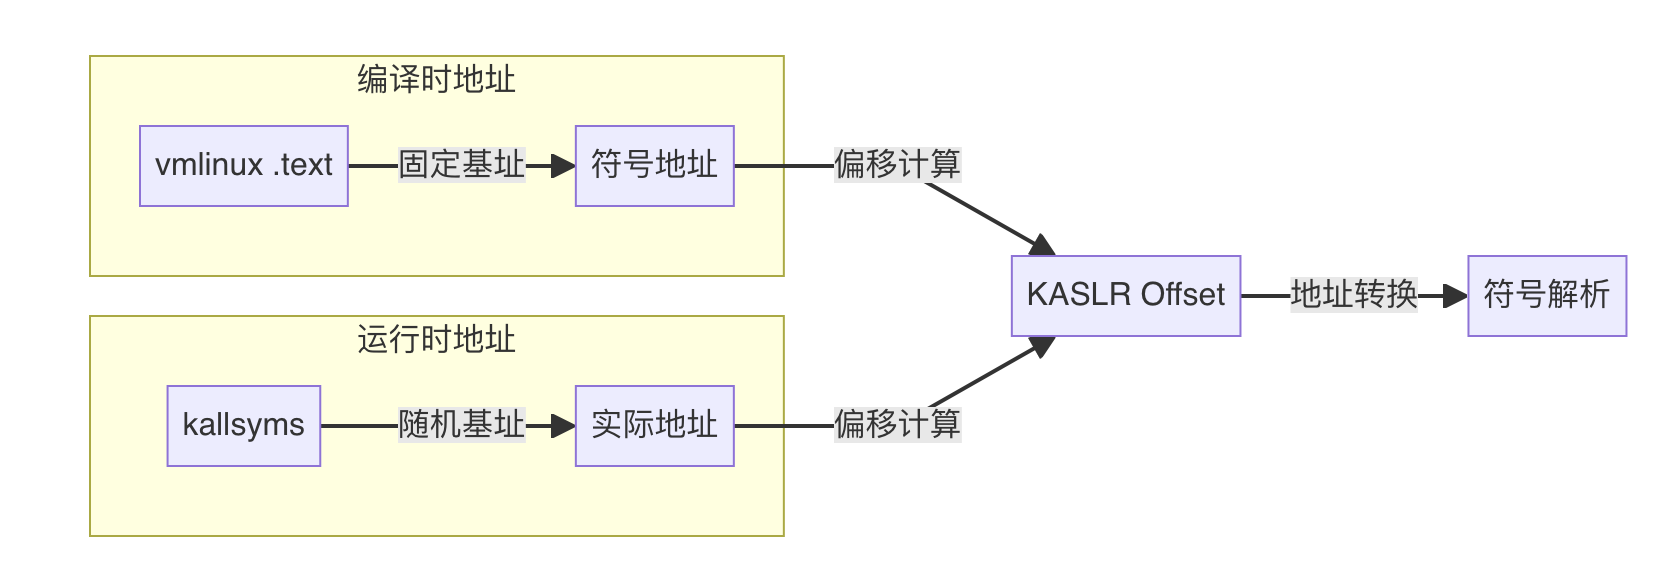 编译时地址
vmlinux .text
固定基址
符号地址
偏移计算
运行时地址
kallsyms
随机基址
实际地址
偏移计算
KASLR Offset
地址转换
符号解析